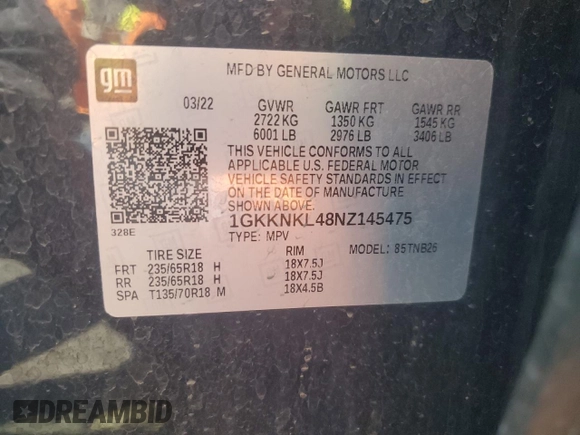 gm
MFD BY GENERAL MOTORS LLC
03/22 GVWR GAWR FRT GAWR RR
2722 KG 1350 KG 1545 KG
6001 LB 2976 LB 3406 LB
THIS VEHICLE CONFORMS TO ALL
APPLICABLE U.S. FEDERAL MOTOR
VEHICLE SAFETY STANDARDS IN EFFECT
ON THE DATE OF MANUFACTURE
SHOWN ABOVE.
1GKKNKL48NZ145475
328E TYPE: MPV MODEL: 85TNB26
TIRE SIZE RIM
FRT 235/65R18 H 18X7.5J
RR 235/65R18 H 18X7.5J
SPA T135/70R18 M 18X4.5B
DREAMBID